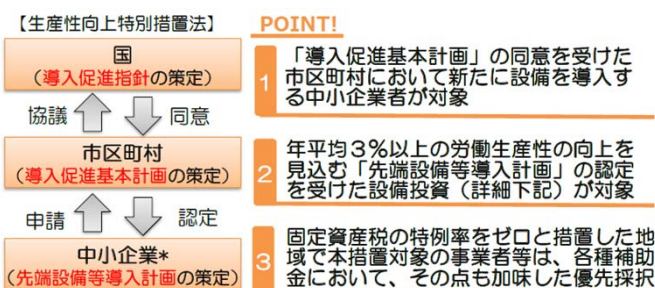 【生産性向上特別措置法】
国
（導入促進指針の策定）
協議
同意
市区町村
（導入促進基本計画の策定）
申請
認定
中小企業*
（先端設備等導入計画の策定）
POINT!
1
「導入促進基本計画」の同意を受けた
市区町村において新たに設備を導入す
る中小企業者が対象
2
年平均３％以上の労働生産性の向上を
見込む「先端設備等導入計画」の認定
を受けた設備投資（詳細下記）が対象
3
固定資産税の特例率をゼロと措置した地
域で本措置対象の事業者等は、各種補助
金において、その点も加味した優先採択